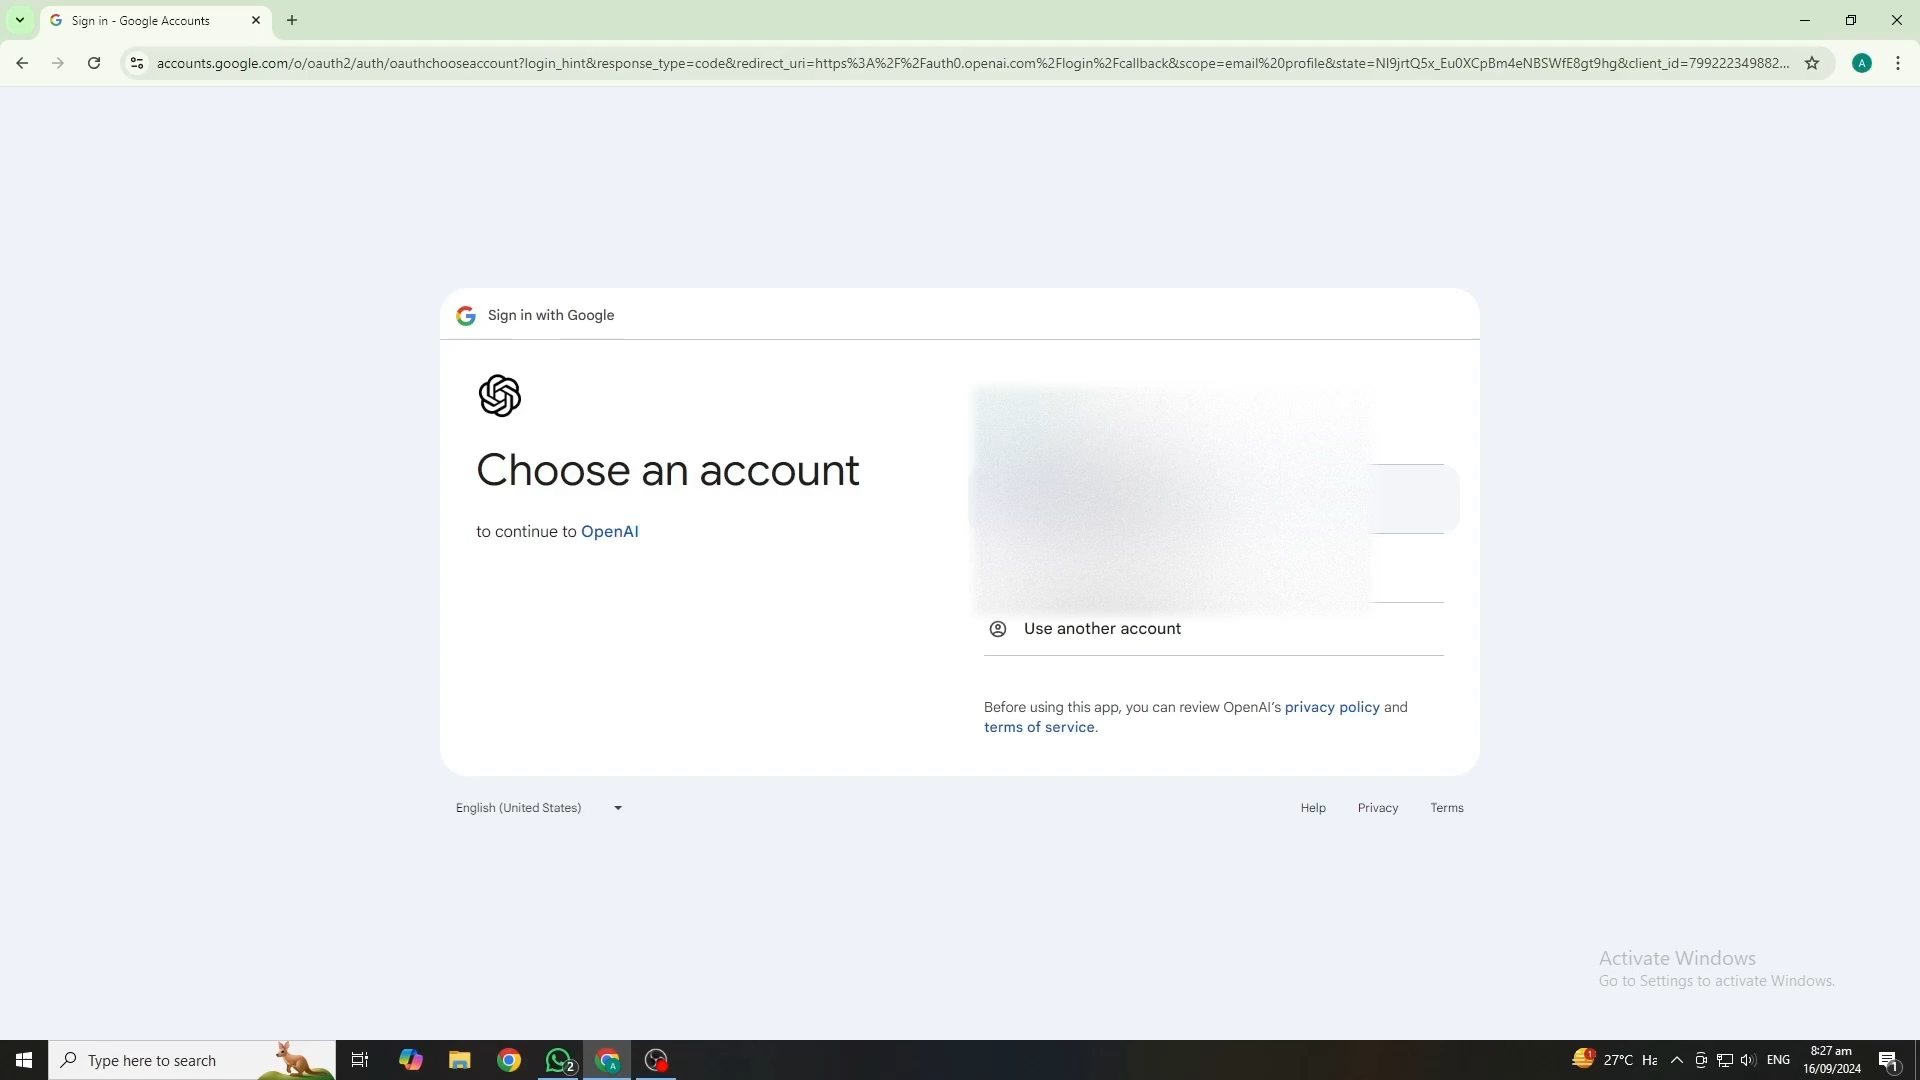 Sign in - Google Accounts
accounts.google.com/o/oauth2/auth/oauthchooseaccount?login_hint&response_type=code&redirect_uri=https%3A%2F%2Fauth0.openai.com%2Flogin%2Fcallback&scope=email%20profile&state=NI9jrtQ5x_Eu0XCpBm4eNBSWfE8gt9hg&client_id=799222349882...
A
Sign in with Google
Choose an account
to continue to OpenAI
Use another account
Before using this app, you can review OpenAI's privacy policy and
terms of service.
English (United States)
Help Privacy Terms
Activate Windows
Go to Settings to activate Windows.
Type here to search
2
A
1
27°C Ha
ENG
8:27 am
16/09/2024
1